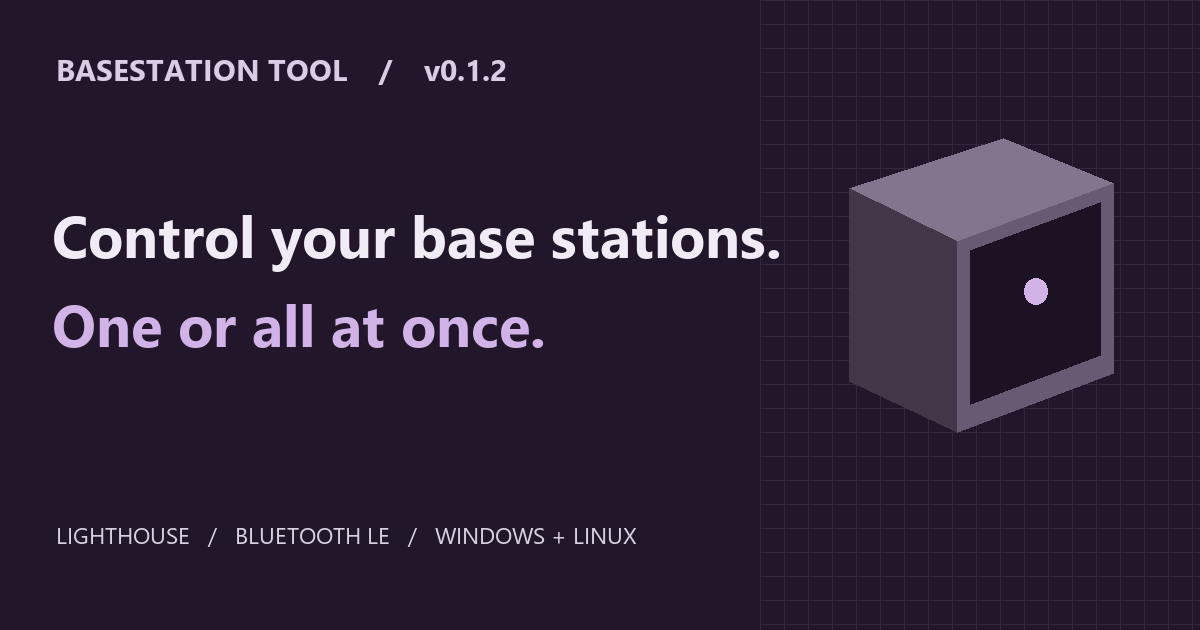 BASESTATION TOOL / v0.1.2
Control your base stations.
One or all at once.
LIGHTHOUSE / BLUETOOTH LE / WINDOWS + LINUX